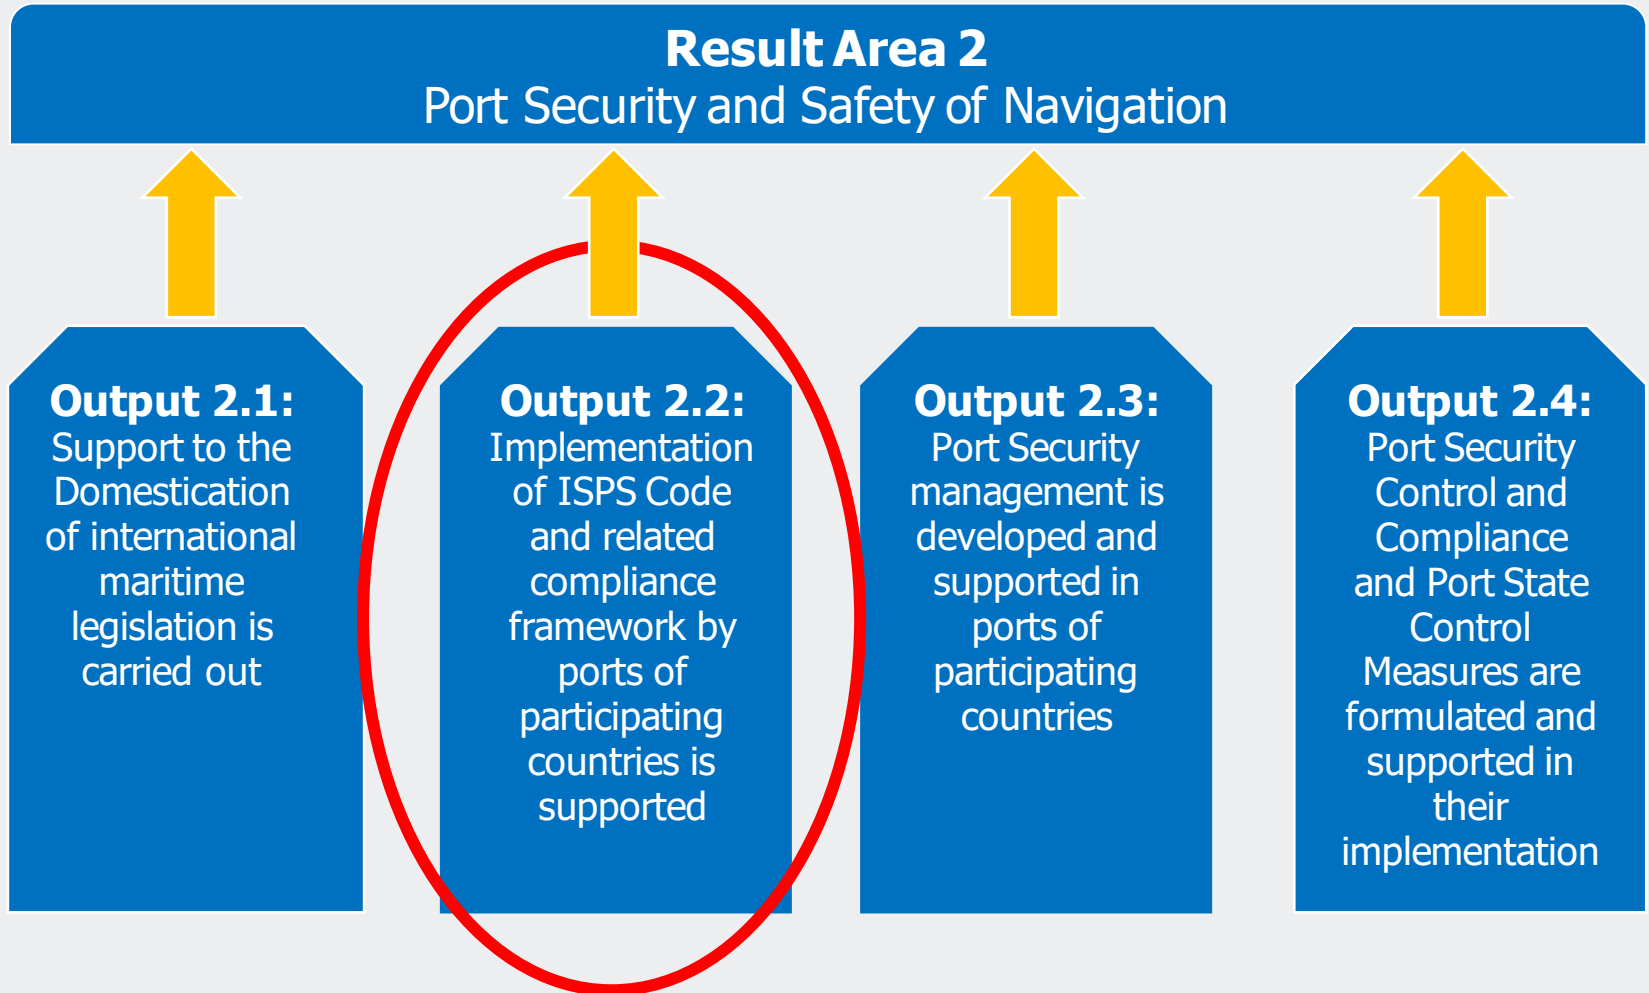 Result Area 2
Port Security and Safety of Navigation
Output 2.1:
Support to the
Domestication
of international
maritime
legislation is
carried out
Output 2.2:
Implementation
of ISPS Code
and related
compliance
framework by
ports of
participating
countries is
supported
Output 2.3:
Port Security
management is
developed and
supported in
ports of
participating
countries
Output 2.4:
Port Security
Control and
Compliance
and Port State
Control
Measures are
formulated and
supported in
their
implementation